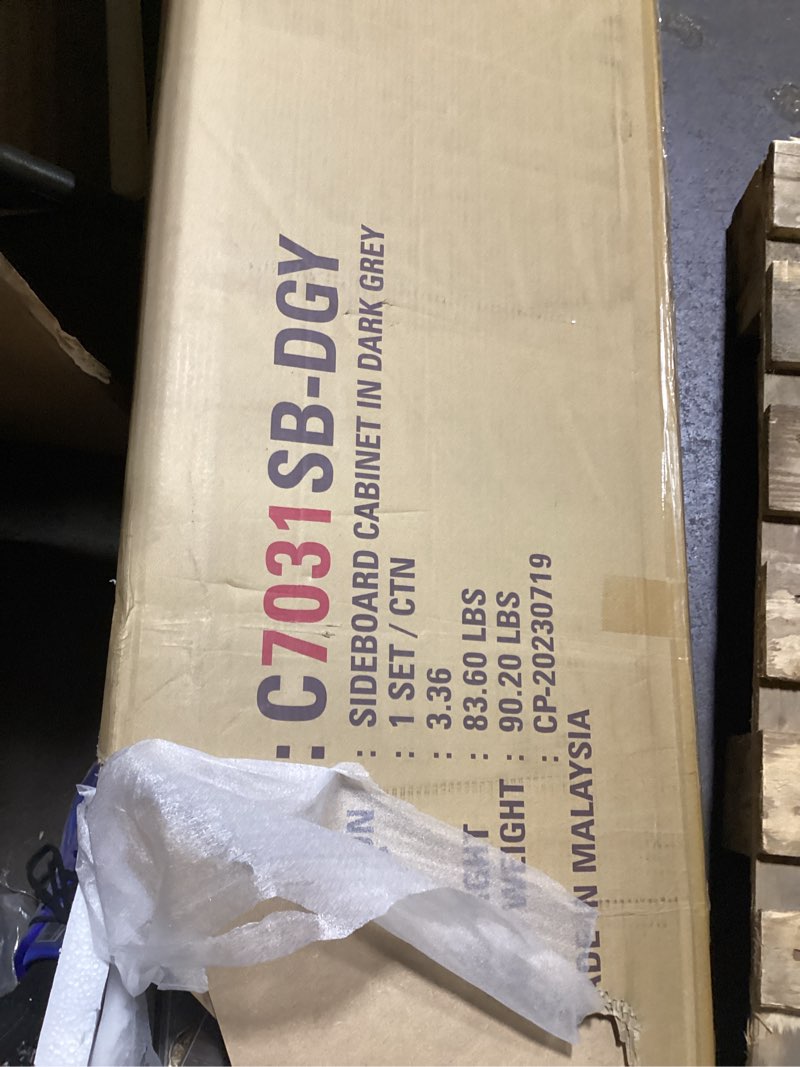 : C7031SB-DGY
: SIDEBOARD CABINET IN DARK GREY
: 1 SET / CTN
: 3.36
: 83.60 LBS
WEIGHT : 90.20 LBS
: CP-20230719
IN MALAYSIA